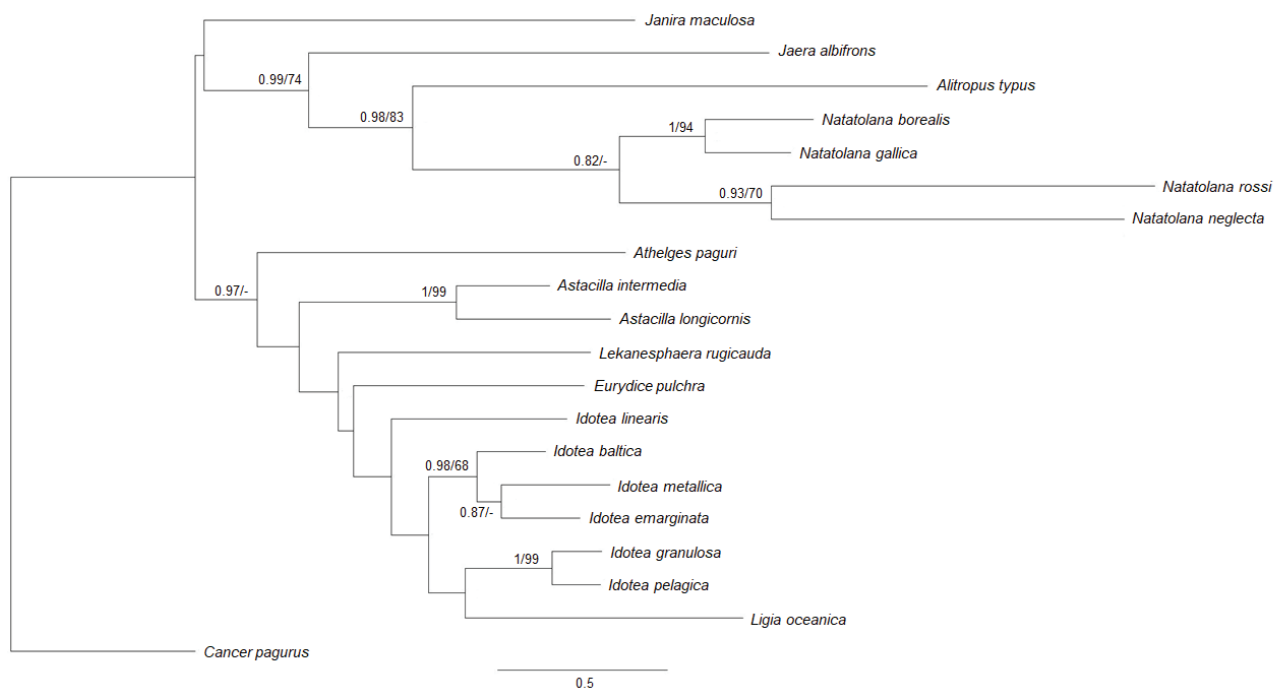 Janira maculosa
Jaera albifrons
0.99/74
Alitropus typus
0.98/83
Natatolana borealis
1/94
Natatolana gallica
0.82/-
Natatolana rossi
0.93/70
Natatolana neglecta
Athelges paguri
0.97/-
Astacilla intermedia
1/99
Astacilla longicornis
Lekanesphaera rugicauda
Eurydice pulchra
Idotea linearis
Idotea baltica
0.98/68
Idotea metallica
0.87/-
Idotea emarginata
Idotea granulosa
1/99
Idotea pelagica
Ligia oceanica
Cancer pagurus
0.5